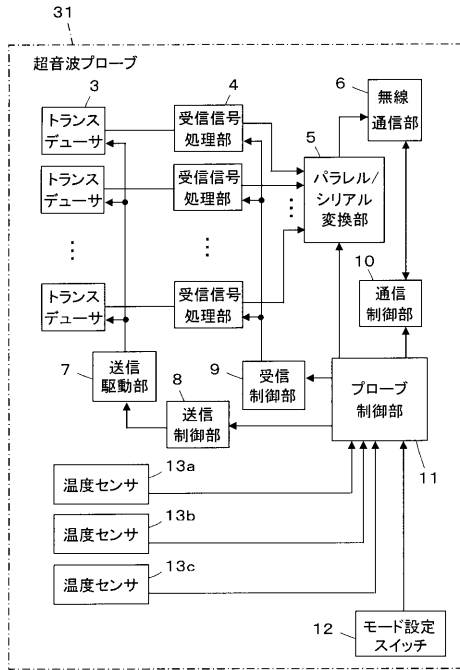 31
超音波プローブ
3
4
6
トランス
デューサ
受信信号
処理部
無線
通信部
5
トランス
デューサ
受信信号
処理部
パラレル/
シリアル
変換部
10
トランス
デューサ
受信信号
処理部
通信
制御部
7
送信
駆動部
8
送信
制御部
9
受信
制御部
プローブ
制御部
11
温度センサ
13a
温度センサ
13b
温度センサ
13c
12
モード設定
スイッチ